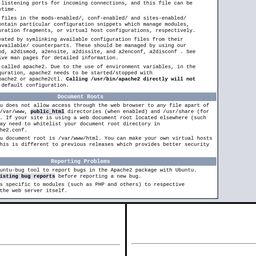 listening ports for incoming connections, and this file can be
time.
files in the mods-enabled/, conf-enabled/ and sites-enabled/
ontain particular configuration snippets which manage modules,
uration fragments, or virtual host configurations, respectively.
ated by symlinking available configuration files from their
available/ counterparts. These should be managed by using our
od, a2dismod, a2ensite, a2dissite, and a2enconf, a2disconf . See
ive man pages for detailed information.
called apache2. Due to the use of environment variables, in the
guration, apache2 needs to be started/stopped with
pache2 or apache2ctl. Calling /usr/bin/apache2 directly will not
default configuration.
Document Roots
u does not allow access through the web browser to any file apart of
/var/www, public_html directories (when enabled) and /usr/share (for
. If your site is using a web document root located elsewhere (such
ay need to whitelist your document root directory in
he2.conf.
u document root is /var/www/html. You can make your own virtual hosts
his is different to previous releases which provides better security
Reporting Problems
untu-bug tool to report bugs in the Apache2 package with Ubuntu.
isting bug reports before reporting a new bug.
s specific to modules (such as PHP and others) to respective
the web server itself.